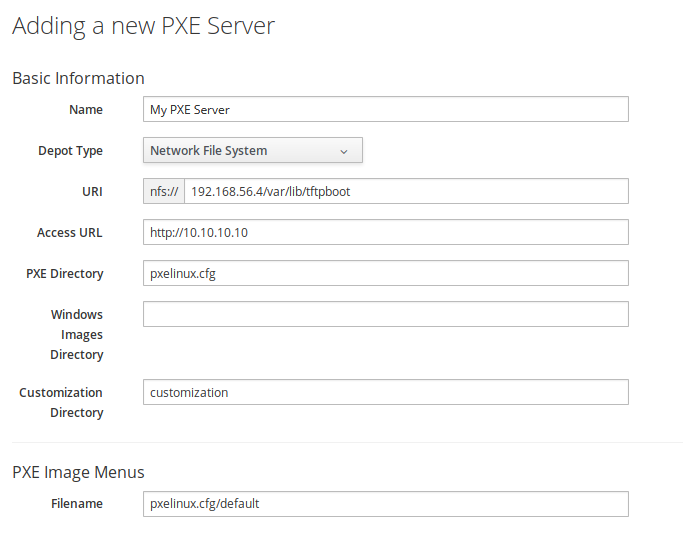 Adding a new PXE Server
Basic Information
Name My PXE Server
Depot Type Network File System
URI nfs:// 192.168.56.4/var/lib/tftpboot
Access URL http://10.10.10.10
PXE Directory pxelinux.cfg
Windows
Images
Directory
Customization customization
Directory
PXE Image Menus
Filename pxelinux.cfg/default